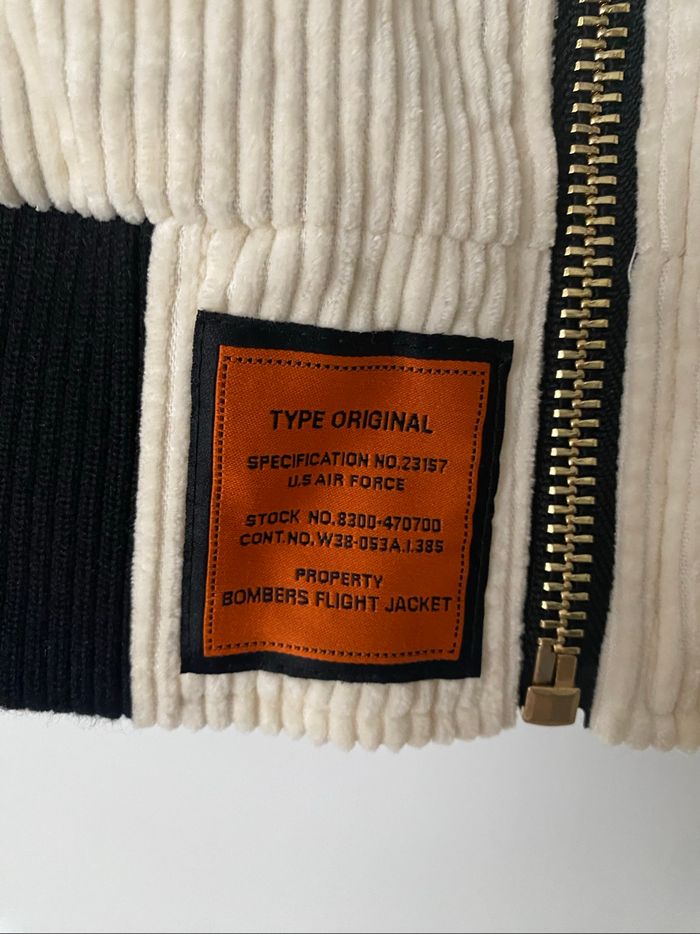 TYPE ORIGINAL
SPECIFICATION NO.23157
U.S AIR FORCE
STOCK NO.8300-470700
CONT.NO.W38-053A.1.385
PROPERTY
BOMBERS FLIGHT JACKET